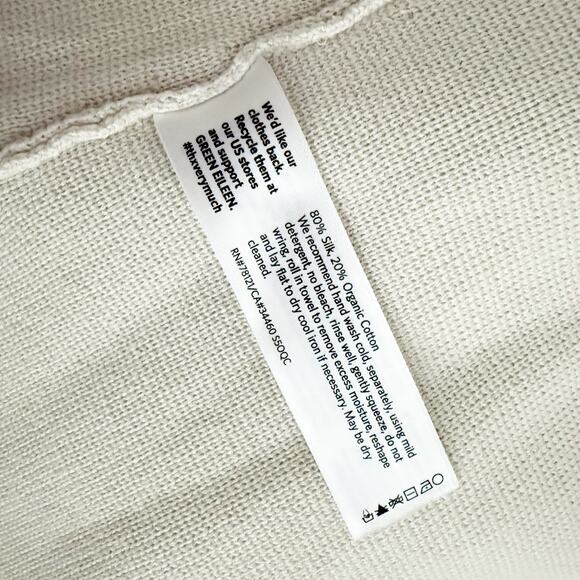 We'd like our
clothes back.
Recycle them at
our US stores
and support
GREEN EILEEN.
#thxverymuch
80% Silk, 20% Organic Cotton
We recommend hand wash cold, separately, using mild
detergent, no bleach, rinse well, gently squeeze, do not
wring, roll in towel to remove excess moisture, reshape
and lay flat to dry cool iron if necessary. May be dry
cleaned.
RN#78121/CA#34460 S5OQC